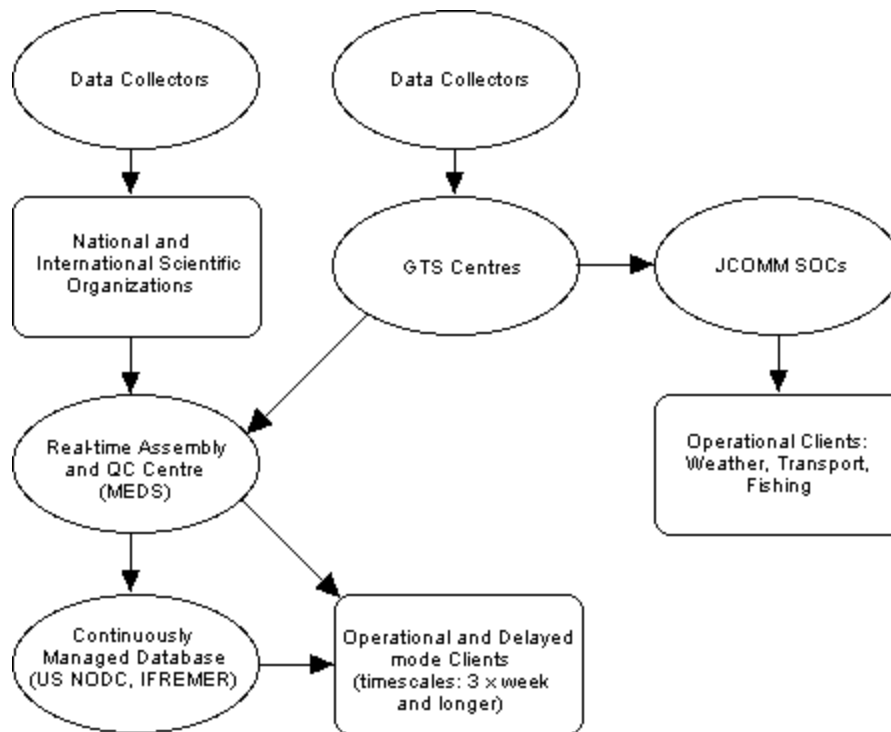 Data Collectors
Data Collectors
National and
International Scientific
Organizations
GTS Centres
JCOMM SOCs
Real-time Assembly
and QC Centre
(MEDS)
Operational Clients:
Weather, Transport,
Fishing
Continuously
Managed Database
(US NODC, IFREMER)
Operational and Delayed
mode Clients
(timescales: 3 x week
and longer)